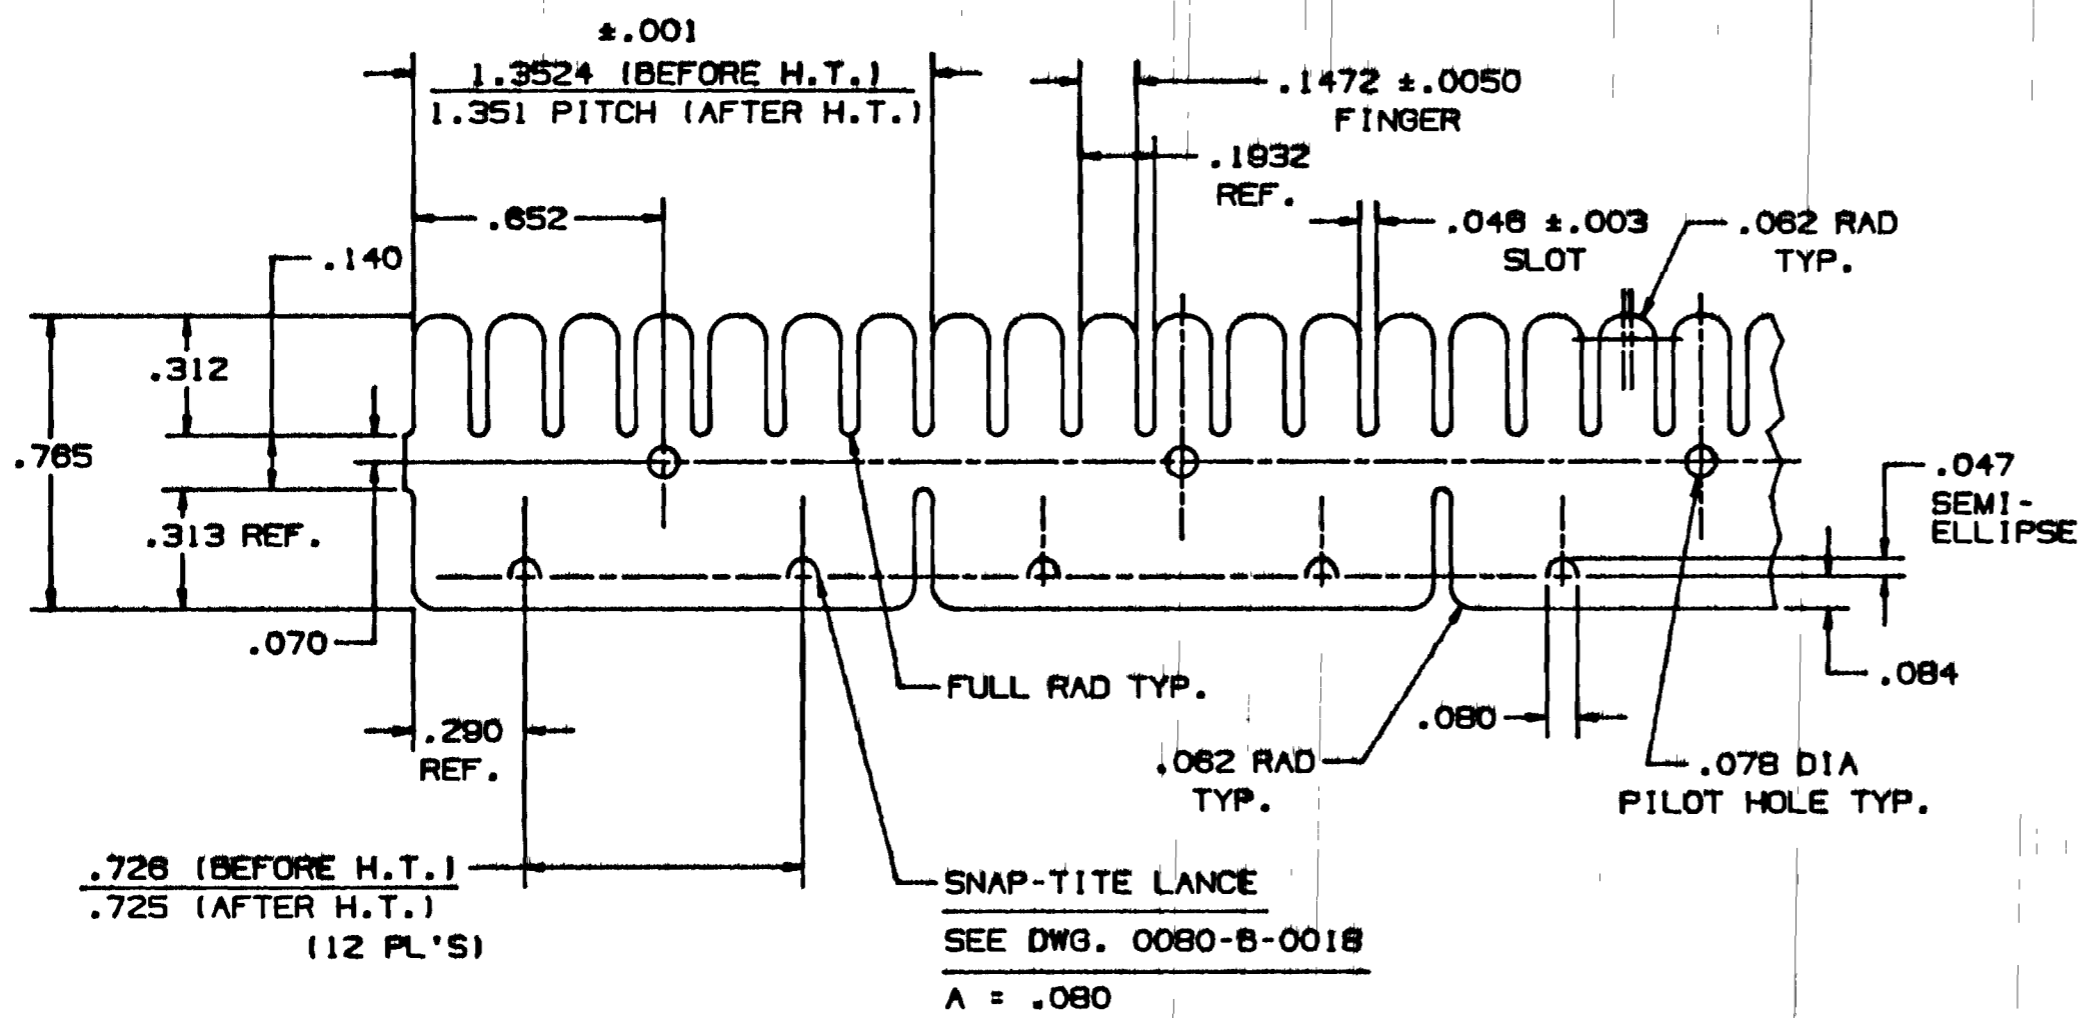 ±.001
1.3524 (BEFORE H.T.)
1.351 PITCH (AFTER H.T.)
.1472 ±.0050
FINGER
.1932
REF.
.652
.046 ±.003
SLOT
.062 RAD
TYP.
.140
.312
.765
.313 REF.
.070
.047
SEMI-
ELLIPSE
.084
FULL RAD TYP.
.290
REF.
.080
.062 RAD
TYP.
.078 DIA
PILOT HOLE TYP.
.726 (BEFORE H.T.)
.725 (AFTER H.T.)
(12 PL'S)
SNAP-TITE LANCE
SEE DWG. 0080-B-0018
A = .080